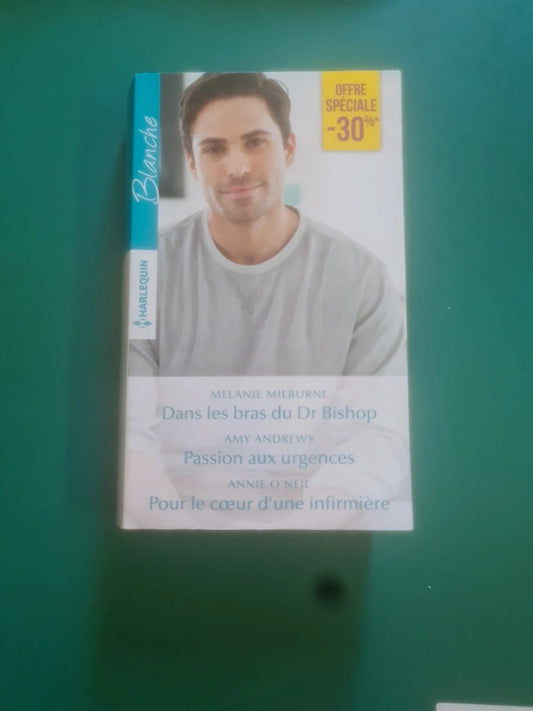 Blanche
HARLEQUIN
OFFRE
SPÉCIALE
-30%*
MELANIE MILBURNE
Dans les bras du Dr Bishop
AMY ANDREWS
Passion aux urgences
ANNIE O'NEIL
Pour le cœur d'une infirmière